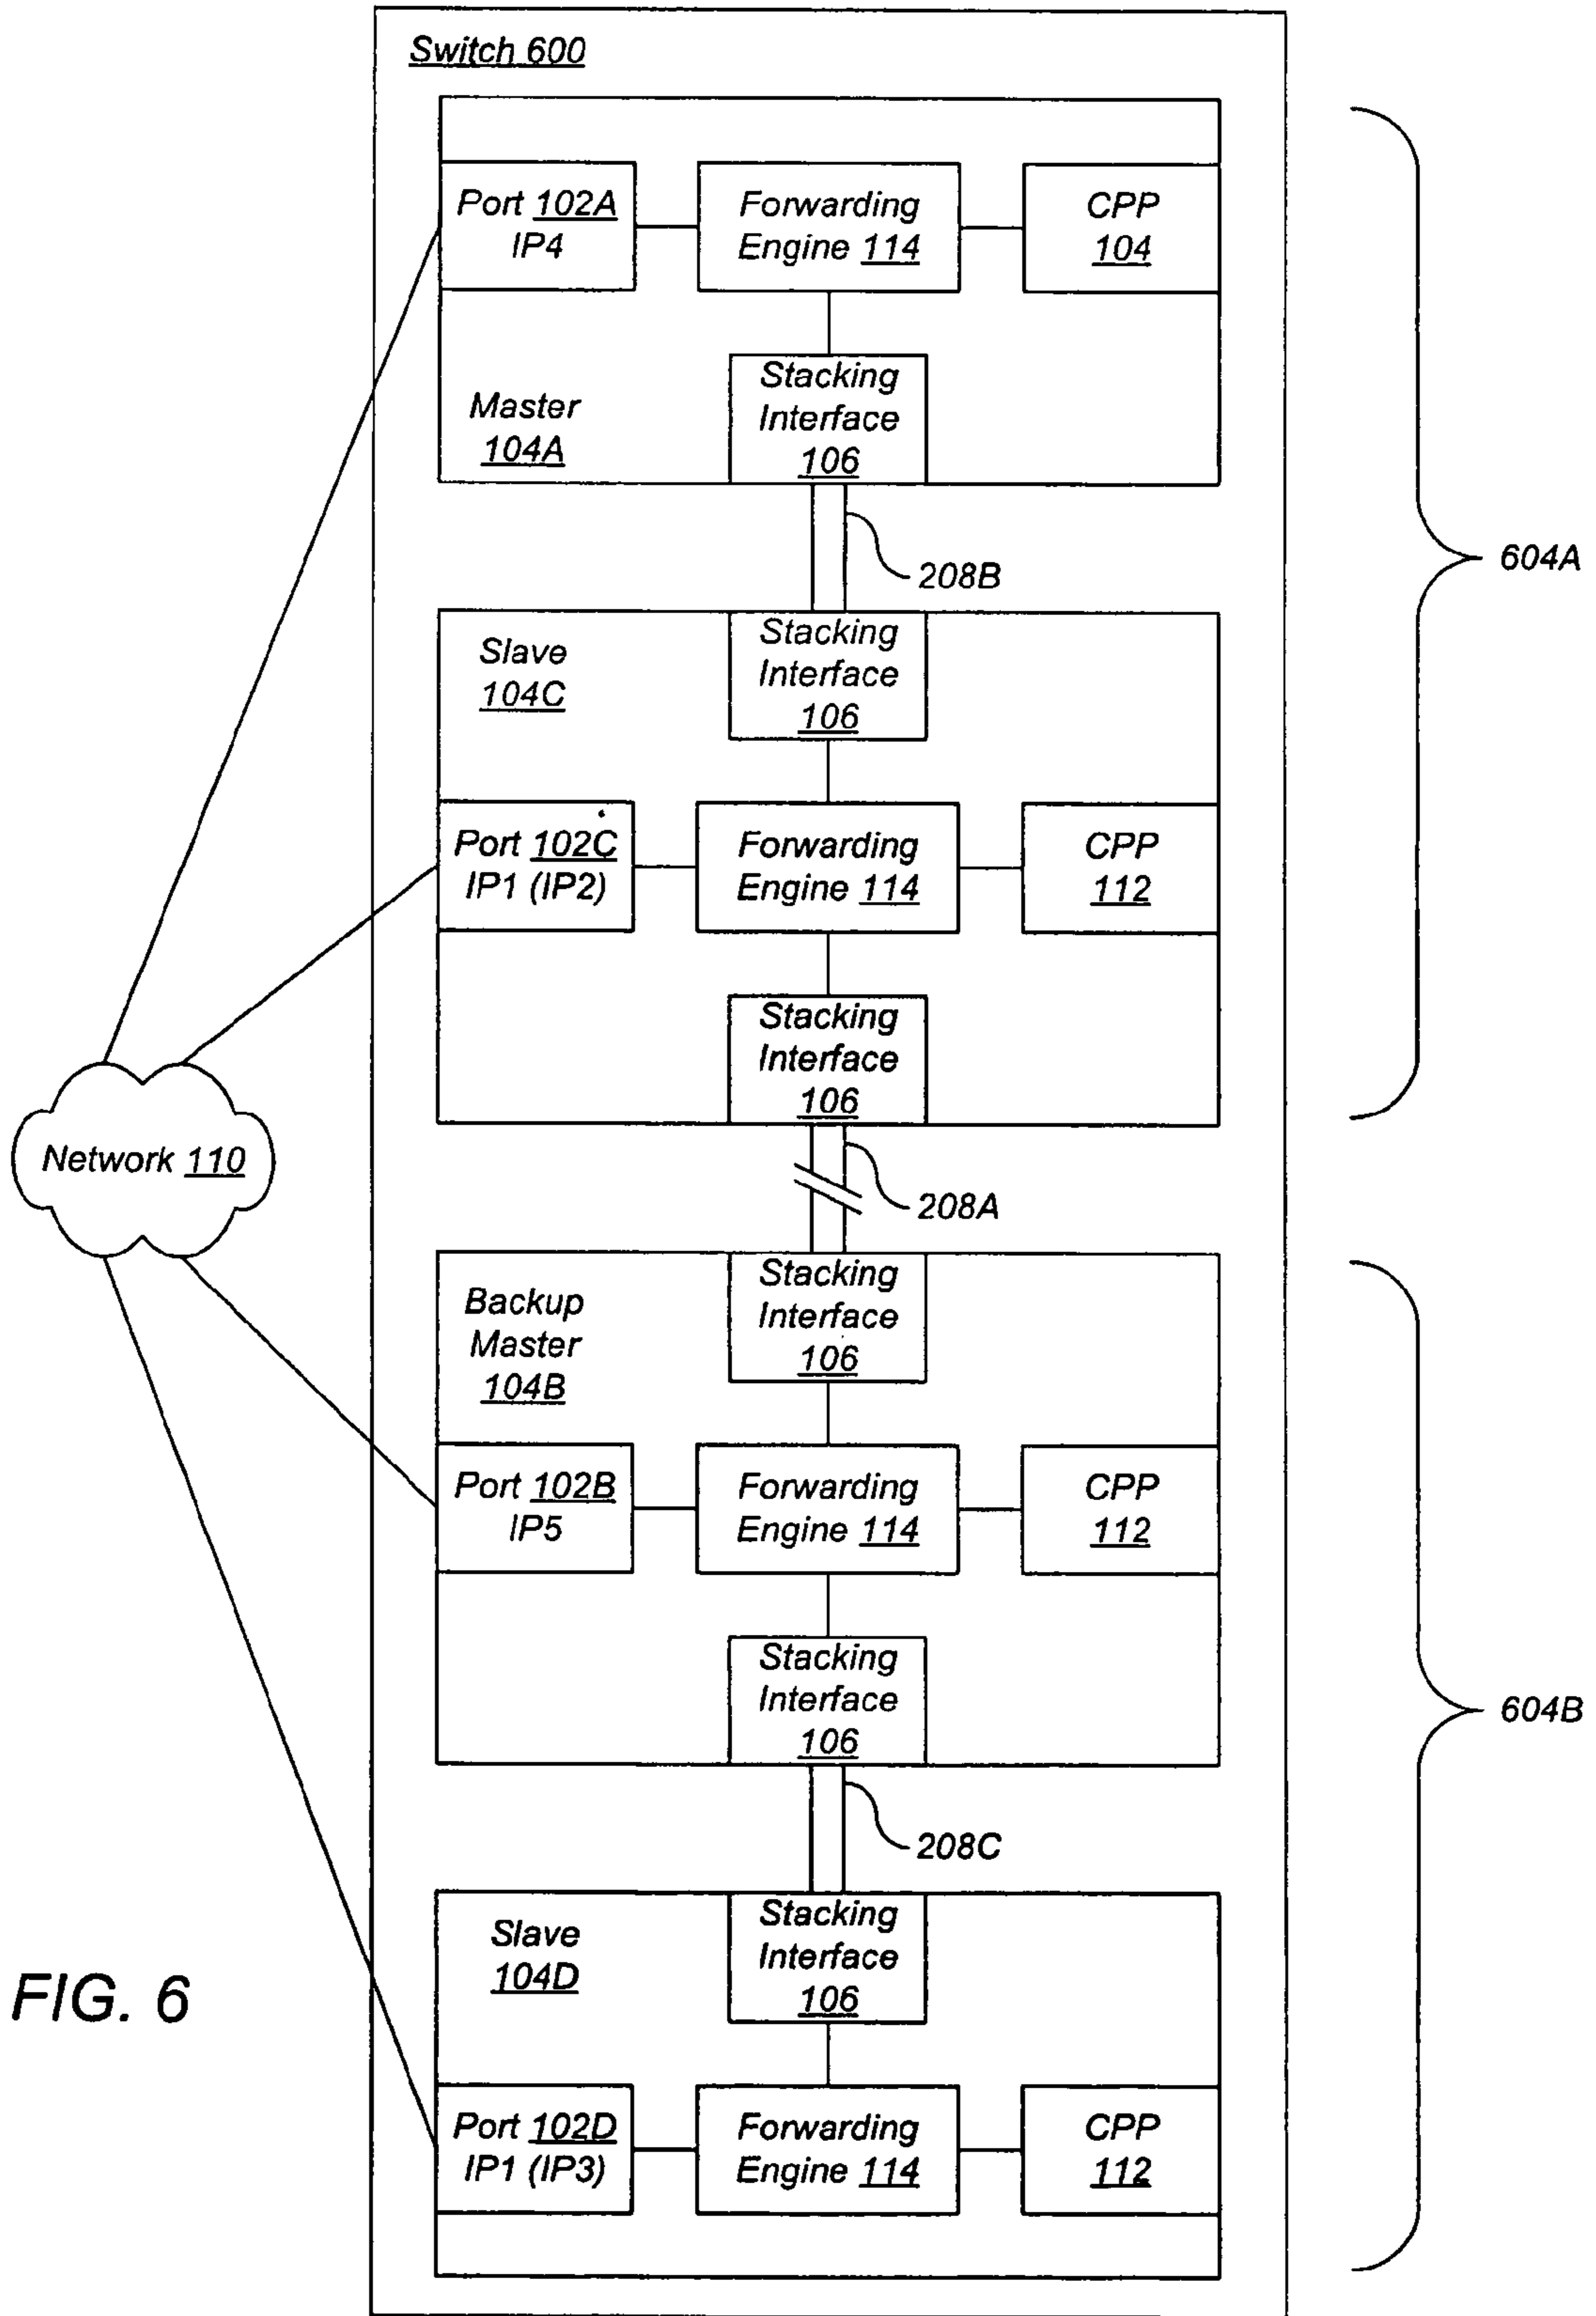 Switch 600
Port 102A
IP4
Forwarding
Engine 114
CPP
104
Stacking
Interface
106
Master
104A
208B
604A
Slave
104C
Stacking
Interface
106
Port 102C
IP1 (IP2)
Forwarding
Engine 114
CPP
112
Stacking
Interface
106
Network 110
208A
Backup
Master
104B
Stacking
Interface
106
Port 102B
IP5
Forwarding
Engine 114
CPP
112
Stacking
Interface
106
604B
208C
Slave
104D
Stacking
Interface
106
FIG. 6
Port 102D
IP1 (IP3)
Forwarding
Engine 114
CPP
112